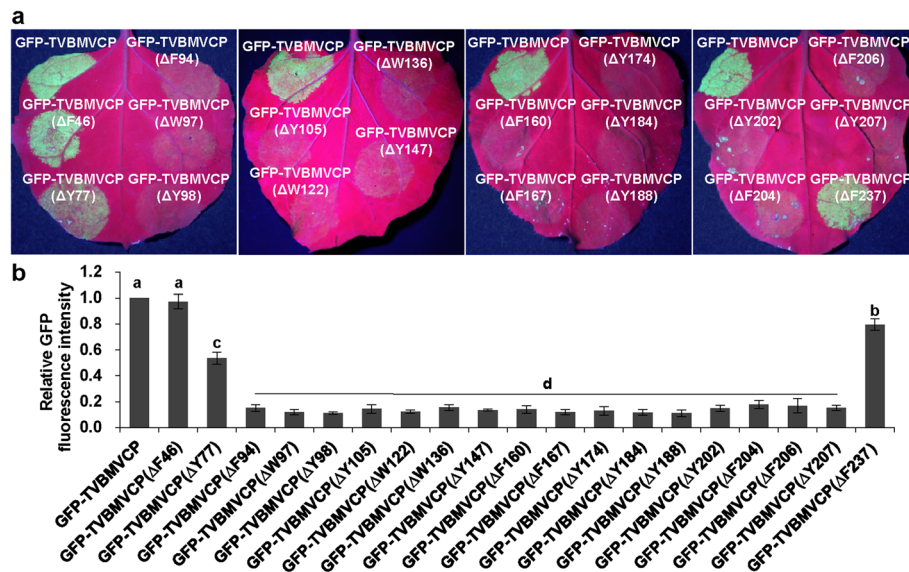 a
GFP-TVBMVCP
GFP-TVBMVCP
(ΔF94)
GFP-TVBMVCP
(ΔF46)
GFP-TVBMVCP
(ΔW97)
GFP-TVBMVCP
(ΔY77)
GFP-TVBMVCP
(ΔY98)
GFP-TVBMVCP
GFP-TVBMVCP
(ΔW136)
GFP-TVBMVCP
(ΔY105)
GFP-TVBMVCP
(ΔY147)
GFP-TVBMVCP
(ΔW122)
GFP-TVBMVCP
GFP-TVBMVCP
(ΔY174)
GFP-TVBMVCP
(ΔF160)
GFP-TVBMVCP
(ΔY184)
GFP-TVBMVCP
(ΔF167)
GFP-TVBMVCP
(ΔY188)
GFP-TVBMVCP
GFP-TVBMVCP
(ΔF206)
GFP-TVBMVCP
(ΔY202)
GFP-TVBMVCP
(ΔY207)
GFP-TVBMVCP
(ΔF204)
GFP-TVBMVCP
(ΔF237)
b
Relative GFP
fluorescence intensity
1.2
1.0
0.8
0.6
0.4
0.2
0.0
a
a
c
d
b
GFP-TVBMVCP
GFP-TVBMVCP(ΔF46)
GFP-TVBMVCP(ΔY77)
GFP-TVBMVCP(ΔF94)
GFP-TVBMVCP(ΔW97)
GFP-TVBMVCP(ΔY98)
GFP-TVBMVCP(ΔY105)
GFP-TVBMVCP(ΔW122)
GFP-TVBMVCP(ΔW136)
GFP-TVBMVCP(ΔY147)
GFP-TVBMVCP(ΔF160)
GFP-TVBMVCP(ΔF167)
GFP-TVBMVCP(ΔY174)
GFP-TVBMVCP(ΔY184)
GFP-TVBMVCP(ΔY188)
GFP-TVBMVCP(ΔY202)
GFP-TVBMVCP(ΔF204)
GFP-TVBMVCP(ΔF206)
GFP-TVBMVCP(ΔY207)
GFP-TVBMVCP(ΔF237)